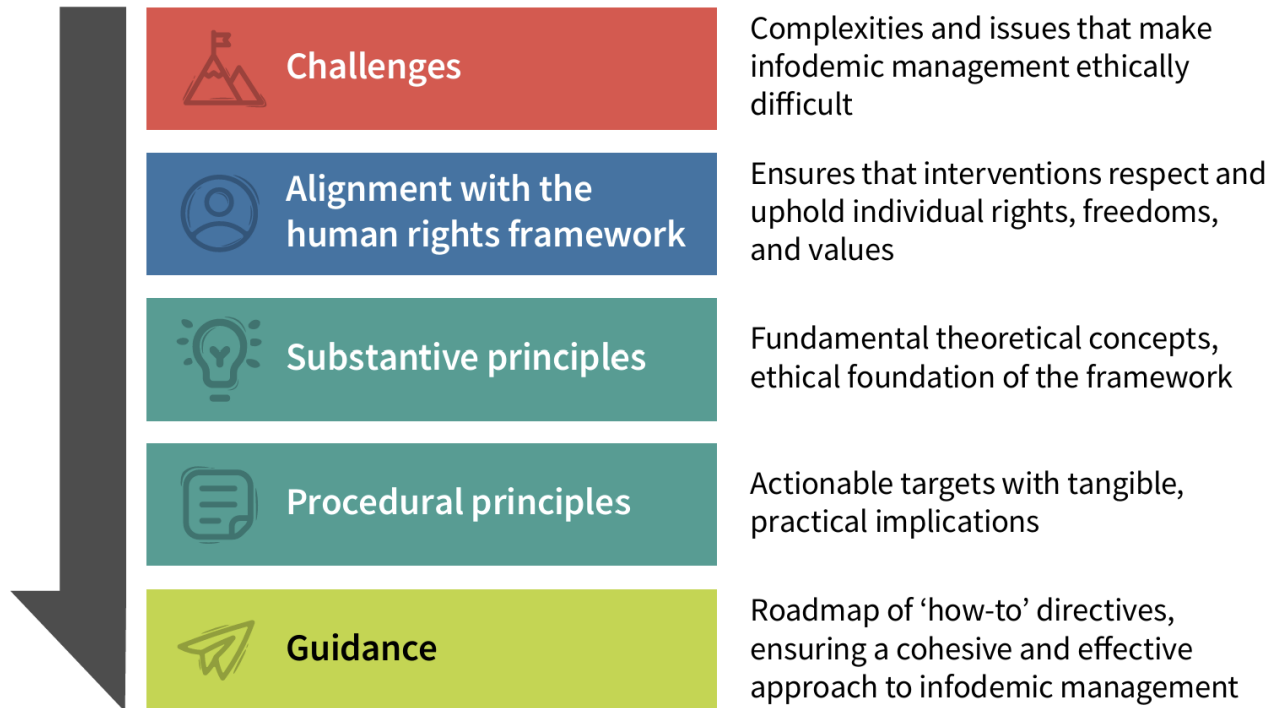 Challenges
Complexities and issues that make
infodemic management ethically
difficult
Alignment with the
human rights framework
Ensures that interventions respect and
uphold individual rights, freedoms,
and values
Substantive principles
Fundamental theoretical concepts,
ethical foundation of the framework
Procedural principles
Actionable targets with tangible,
practical implications
Guidance
Roadmap of ‘how-to’ directives,
ensuring a cohesive and effective
approach to infodemic management